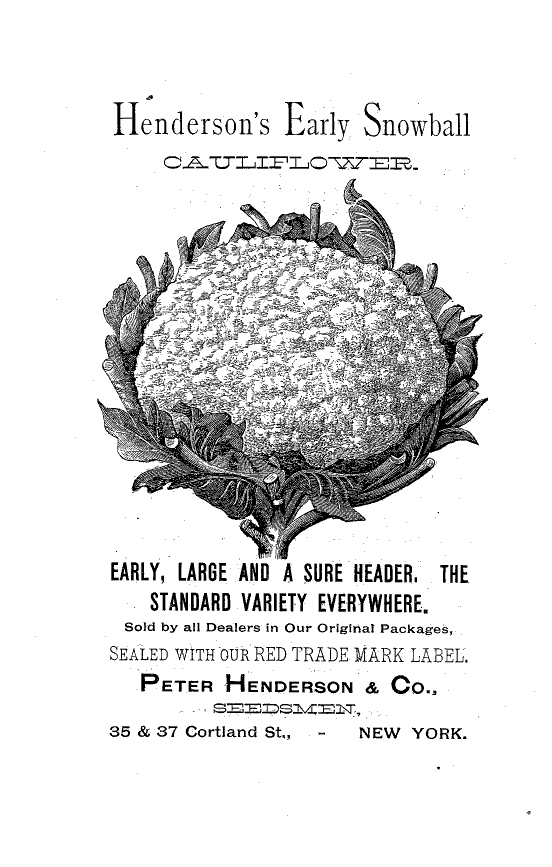 Henderson's Early Snowball
CAULIFLOWER.
EARLY, LARGE AND A SURE HEADER. THE
STANDARD VARIETY EVERYWHERE.
Sold by all Dealers in Our Original Packages,
SEALED WITH OUR RED TRADE MARK LABEL.
PETER HENDERSON & CO.,
SEEDSMEN,
35 & 37 Cortland St., - NEW YORK.